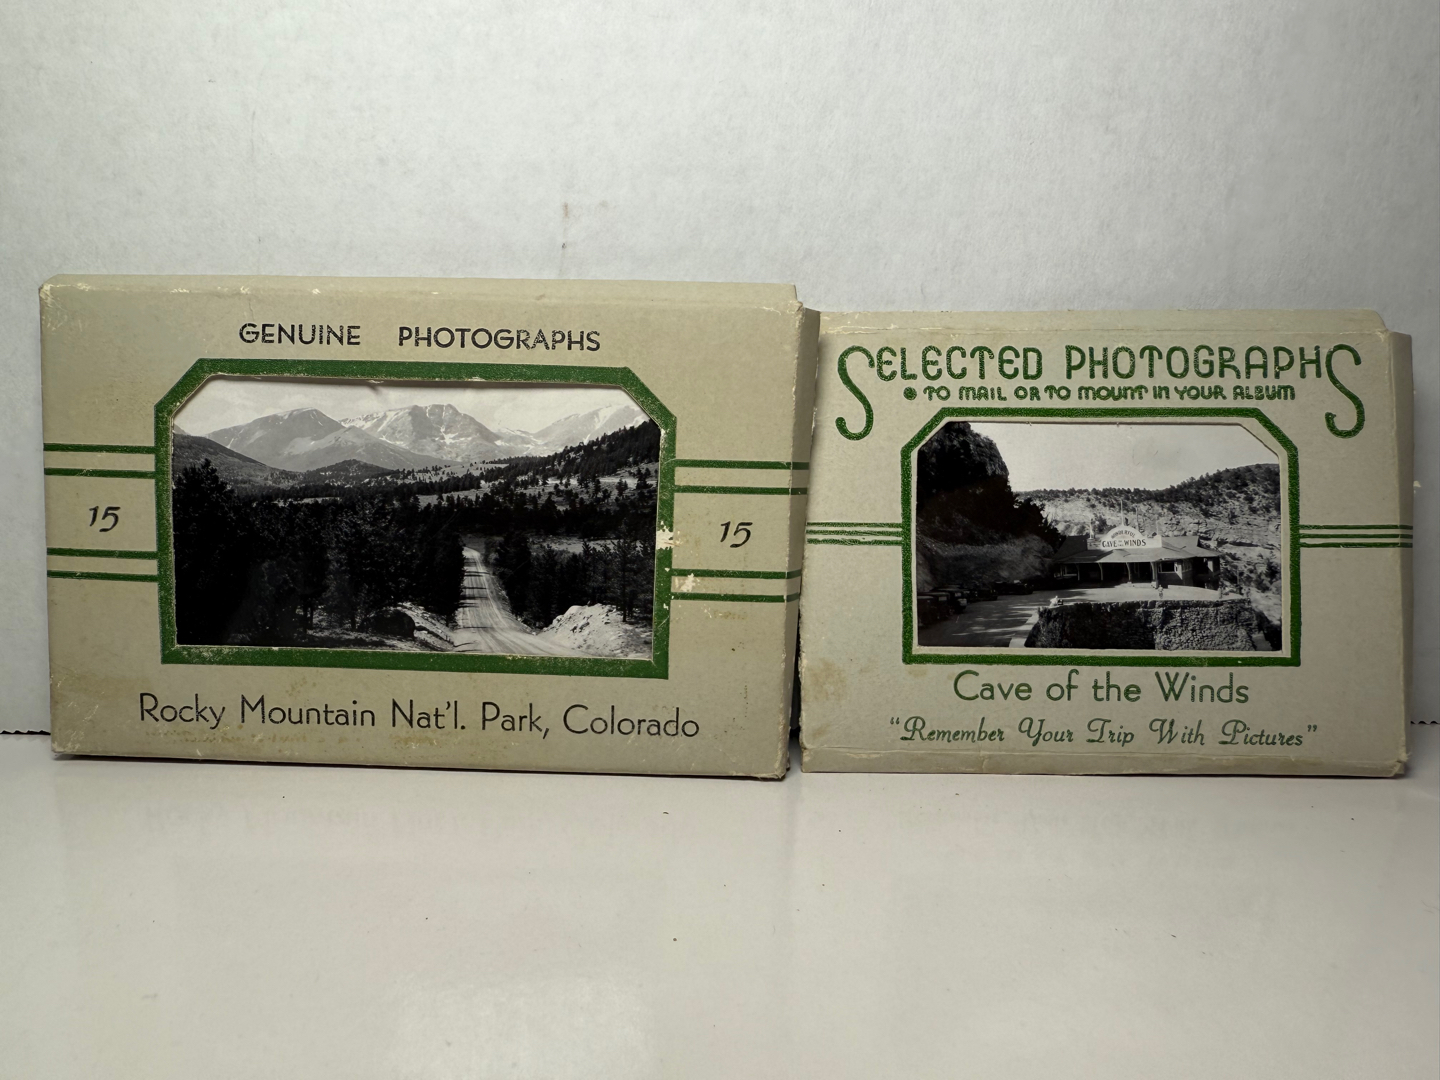 GENUINE PHOTOGRAPHS
15
15
Rocky Mountain Nat'l. Park, Colorado
SELECTED PHOTOGRAPHS
• TO MAIL OR TO MOUNT IN YOUR ALBUM
CAVE OF THE WINDS
Cave of the Winds
"Remember Your Trip With Pictures"